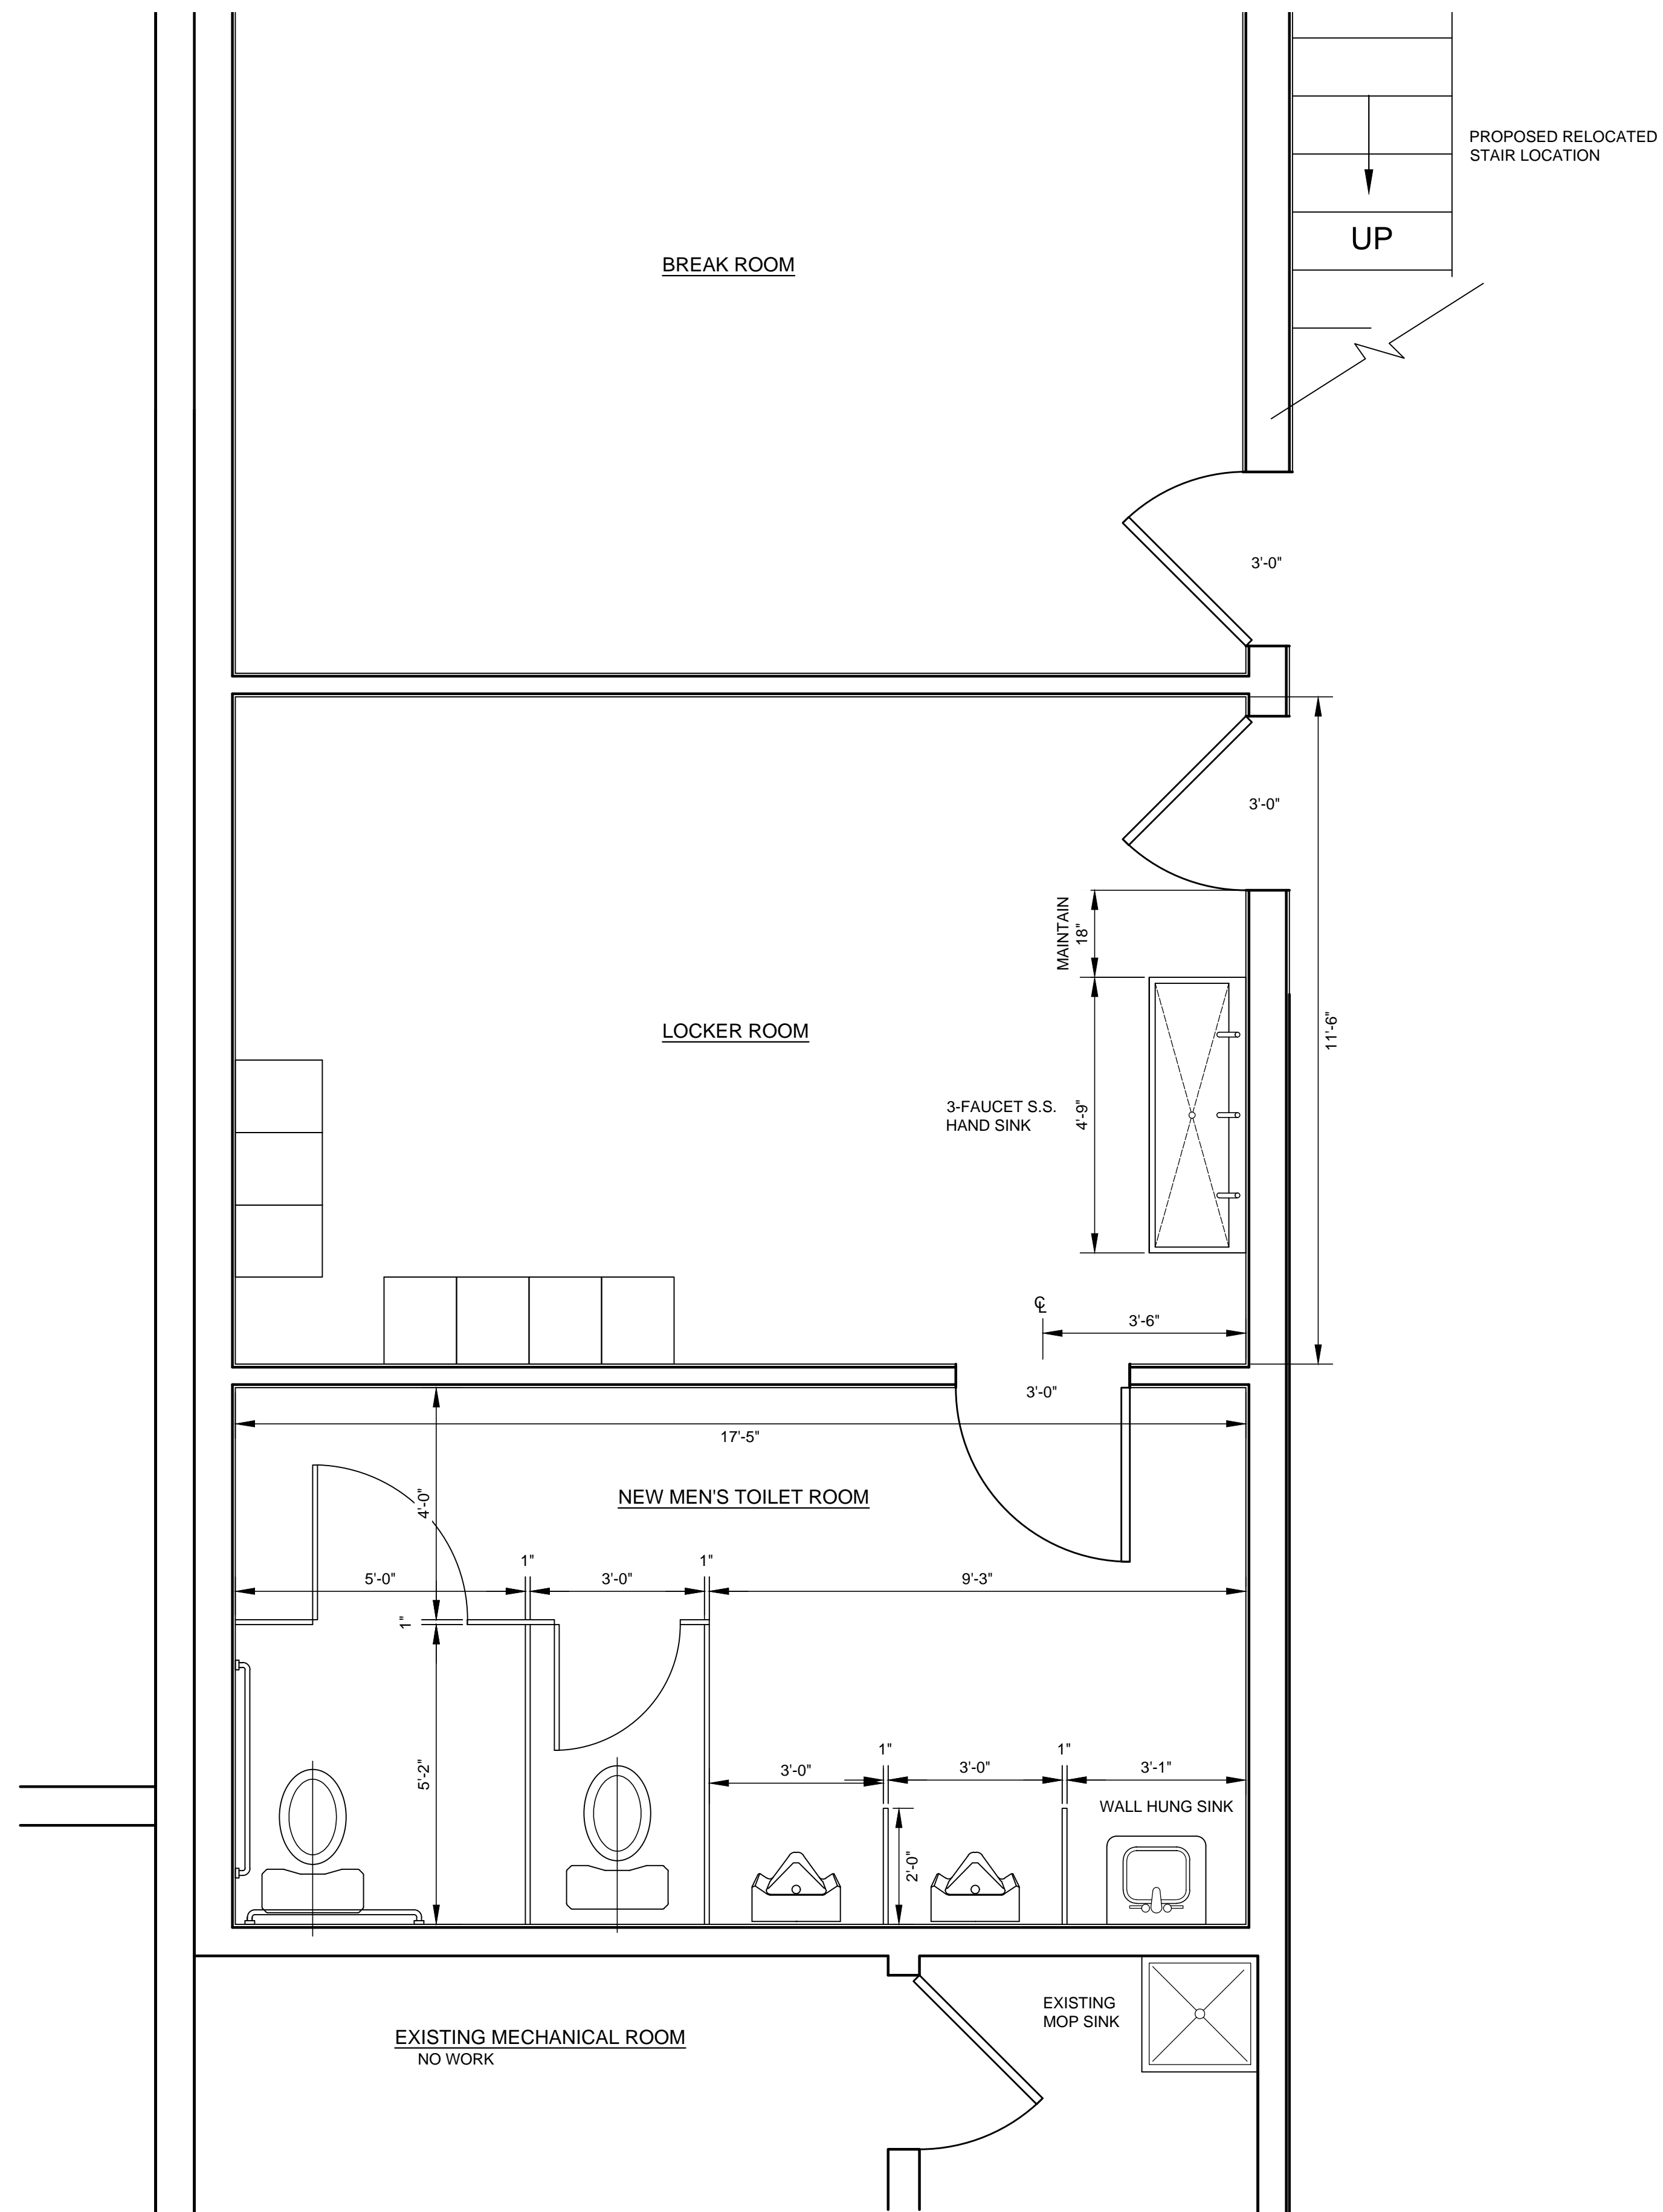 PROPOSED RELOCATED
STAIR LOCATION
UP
BREAK ROOM
3'-0"
3'-0"
MAINTAIN
18"
LOCKER ROOM
11'-6"
3-FAUCET S.S.
HAND SINK
4'-9"
℄
3'-6"
3'-0"
17'-5"
NEW MEN'S TOILET ROOM
4'-0"
1"
1"
5'-0"
3'-0"
9'-3"
1"
5'-2"
1"
1"
3'-0"
3'-0"
3'-1"
WALL HUNG SINK
2'-0"
EXISTING
MOP SINK
EXISTING MECHANICAL ROOM
NO WORK